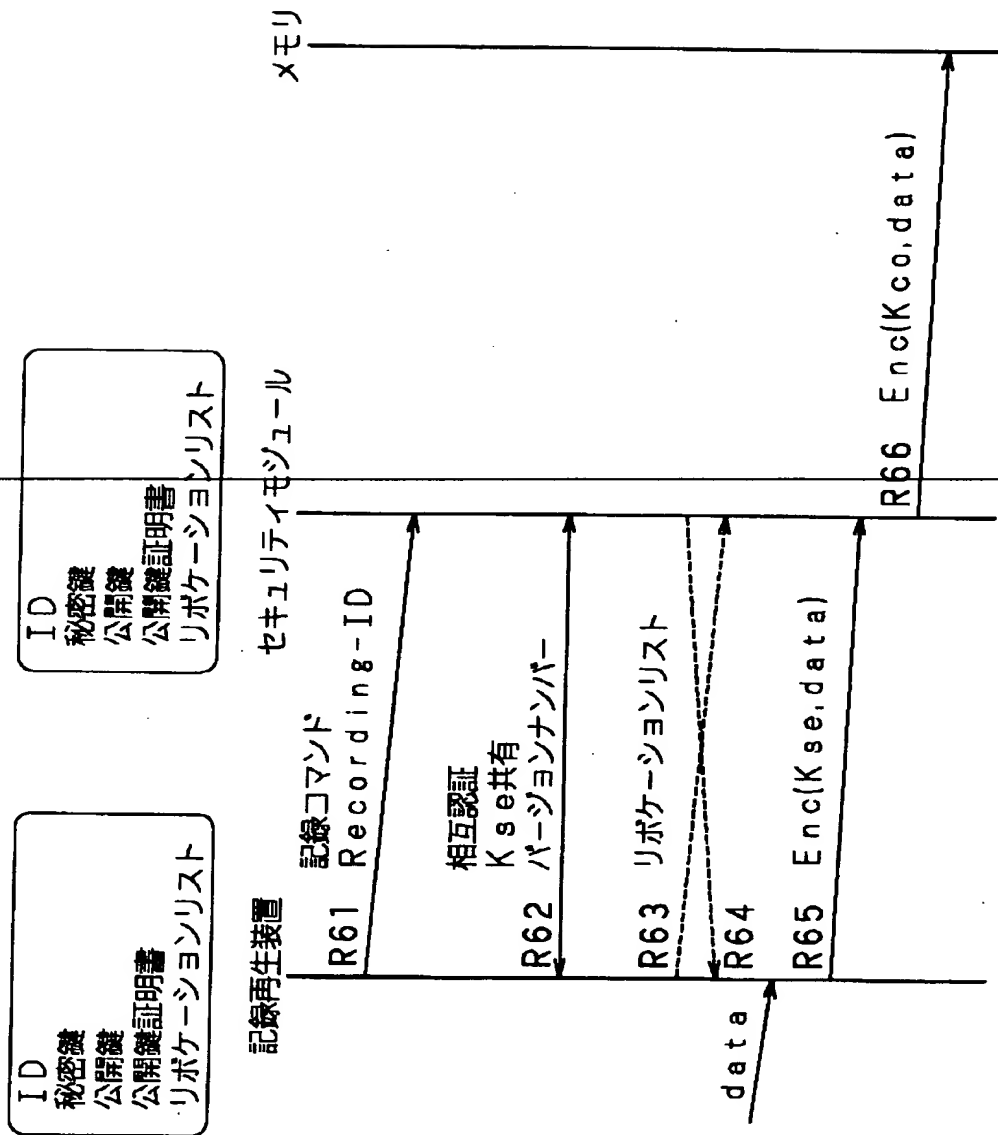 ID
秘密鍵
公開鍵
公開鍵証明書
リボケーションリスト
ID
秘密鍵
公開鍵
公開鍵証明書
リボケーションリスト
記録再生装置
セキュリティモジュール
メモリ
記録コマンド
R61 Recording-ID
相互認証
Kse共有
R62 バージョンナンバー
R63 リボケーションリスト
R64
data
R65 Enc(Kse,data)
R66 Enc(Kco,data)